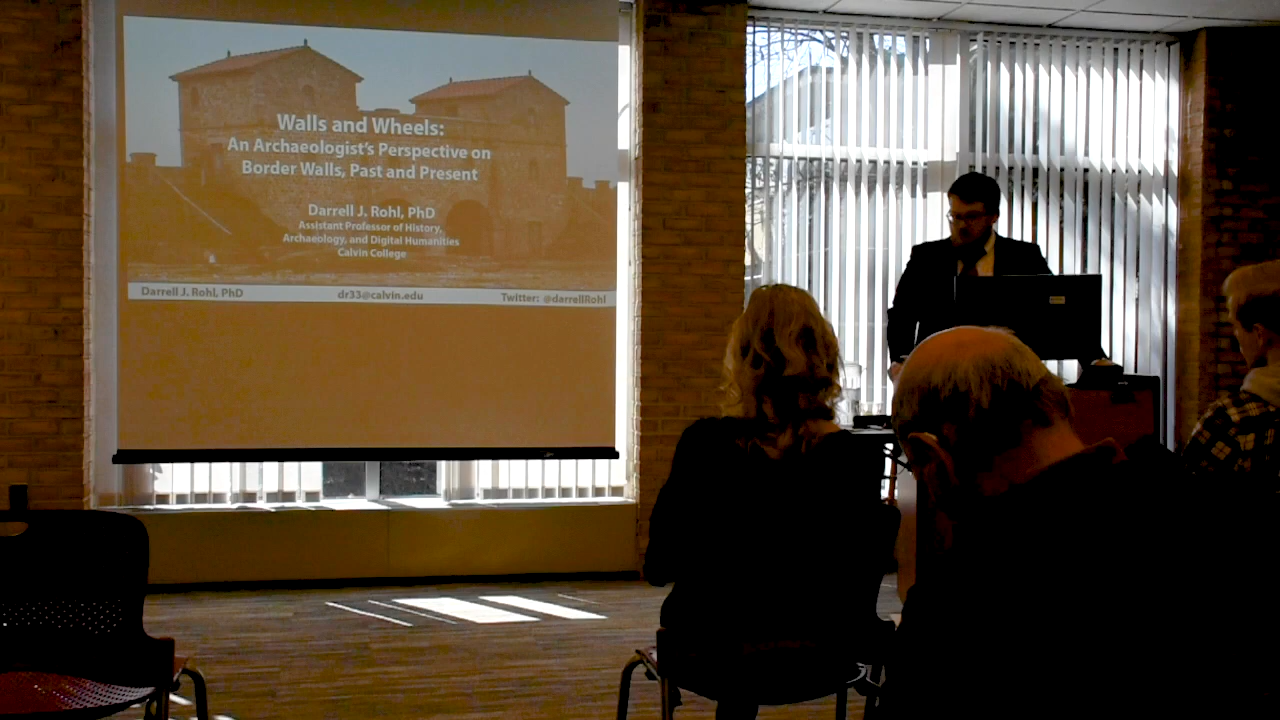 Walls and Wheels:
An Archaeologist's Perspective on
Border Walls, Past and Present
Darrell J. Rohl, PhD
Assistant Professor of History,
Archaeology, and Digital Humanities
Calvin College
Darrell J. Rohl, PhD dr33@calvin.edu Twitter: @darrellRohl